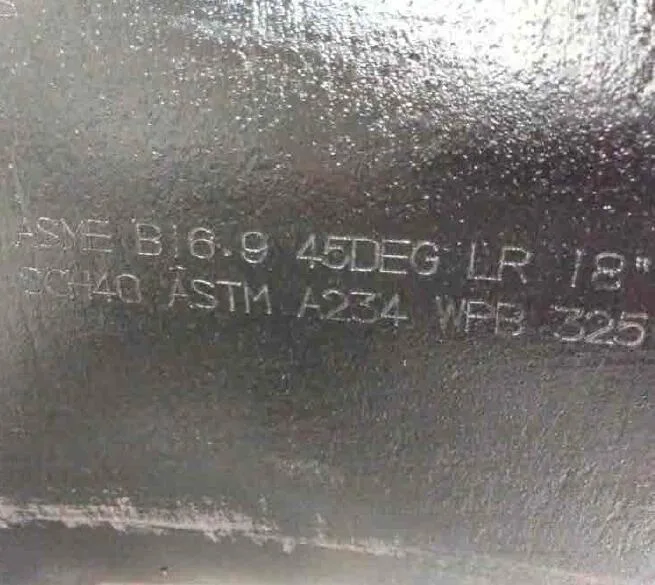 ASME B16.9 45DEG LR 18"
SCH40 ASTM A234 WPB 325